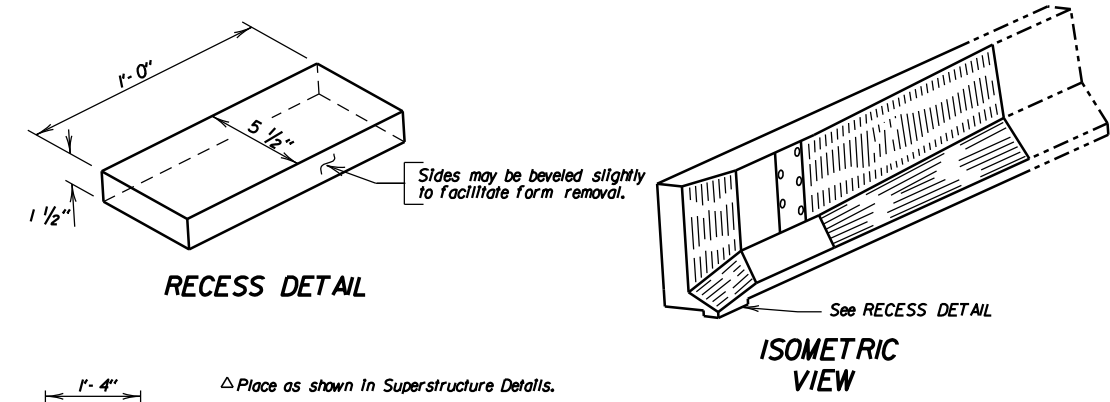 1'- 0"
5 1/2"
1 1/2"
Sides may be beveled slightly
to facilitate form removal.
RECESS DETAIL
See RECESS DETAIL
ISOMETRIC
VIEW
1'- 4"
△ Place as shown in Superstructure Details.